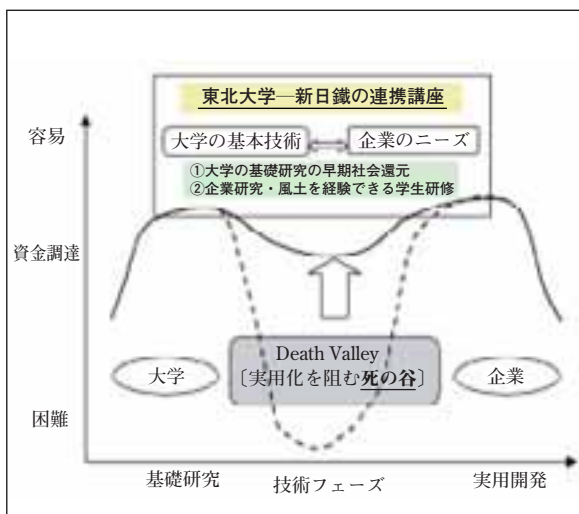 東北大学―新日鐵の連携講座
容易
大学の基本技術
企業のニーズ
①大学の基礎研究の早期社会還元
②企業研究・風土を経験できる学生研修
資金調達
Death Valley
大学
〔実用化を阻む死の谷〕
企業
困難
基礎研究
技術フェーズ
実用開発